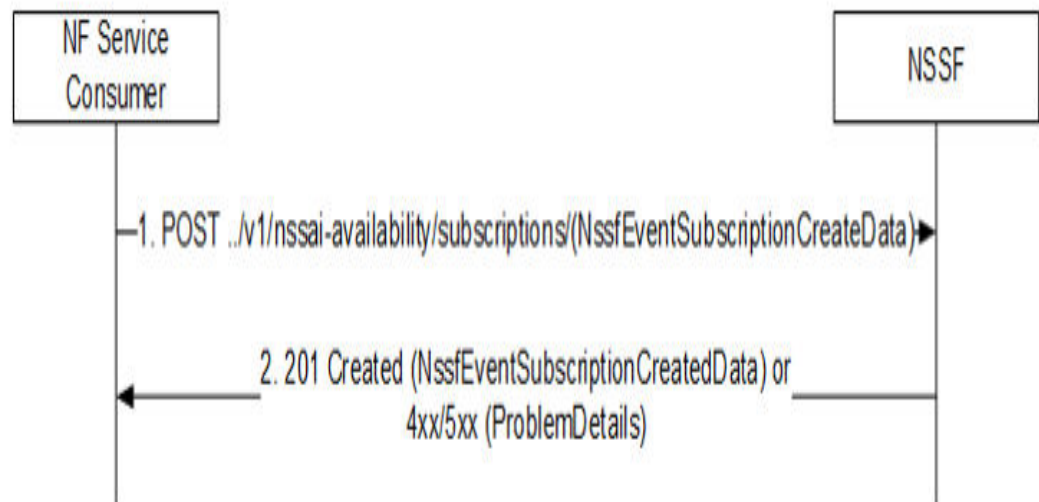 NF Service
Consumer
NSSF
1. POST ../v1/nssai-availability/subscriptions/(NssfEventSubscriptionCreateData)
2. 201 Created (NssfEventSubscriptionCreatedData) or
4xx/5xx (ProblemDetails)